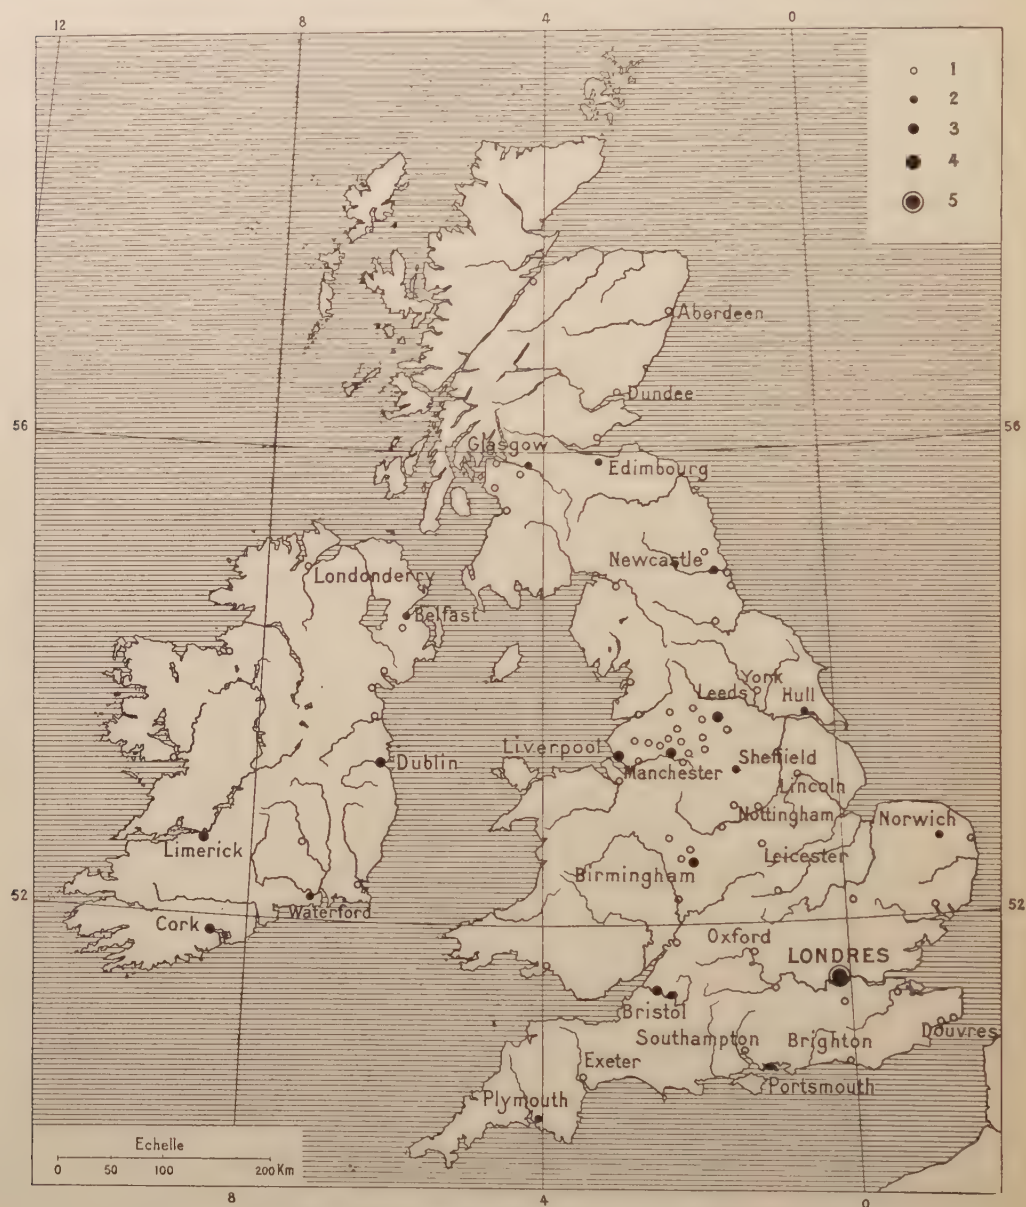 12
8
4
0
1
2
3
4
5
Aberdeen
Dundee
56
56
Glasgow
Edimbourg
Newcastle
Londonderry
Belfast
York
Leeds
Hull
Liverpool
Dublin
Manchester
Sheffield
Lincoln
Nottingham
Norwich
Limerick
Leicester
Birmingham
52
52
Waterford
Cork
Oxford
LONDRES
Bristol
Southampton
Brighton
Douvres
Exeter
Portsmouth
Plymouth
Echelle
0 50 100 200 Km
8
4
0